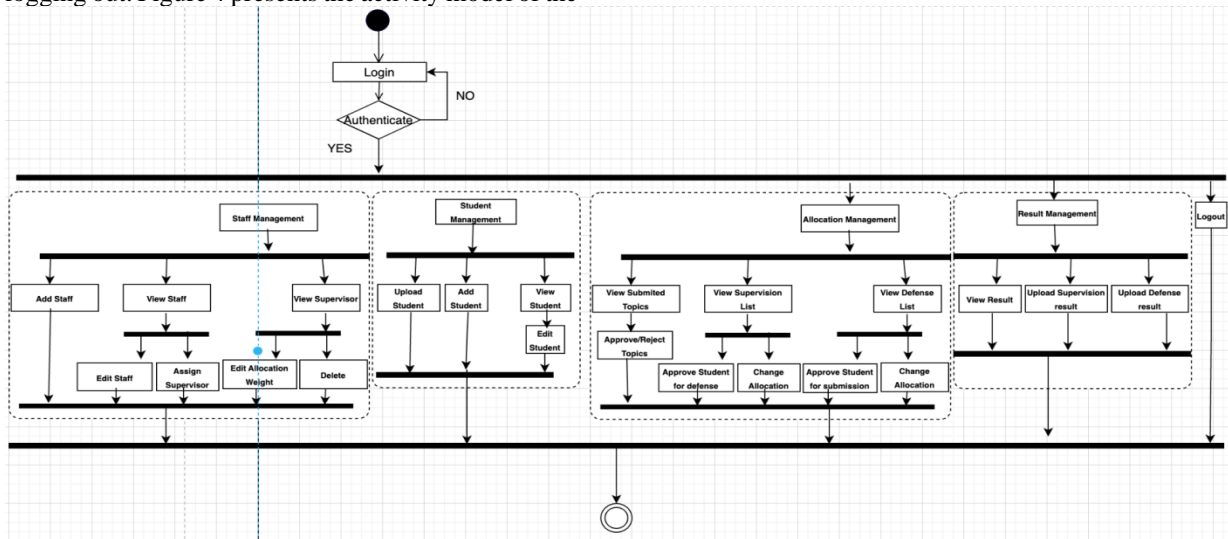 logging out. Figure 4 presents the activity model of the
Login
NO
Authenticate
YES
Staff Management
Student
Management
Allocation Management
Result Management
Logout
Add Staff
View Staff
View Supervisor
Upload
Student
Add
Student
View
Student
View Submited
Topics
View Supervision
List
View Defense
List
View Result
Upload Supervision
result
Upload Defense
result
Edit
Student
Approve/Reject
Topics
Edit Staff
Assign
Supervisor
Edit Allocation
Weight
Delete
Approve Student
for defense
Change
Allocation
Approve Student
for submission
Change
Allocation